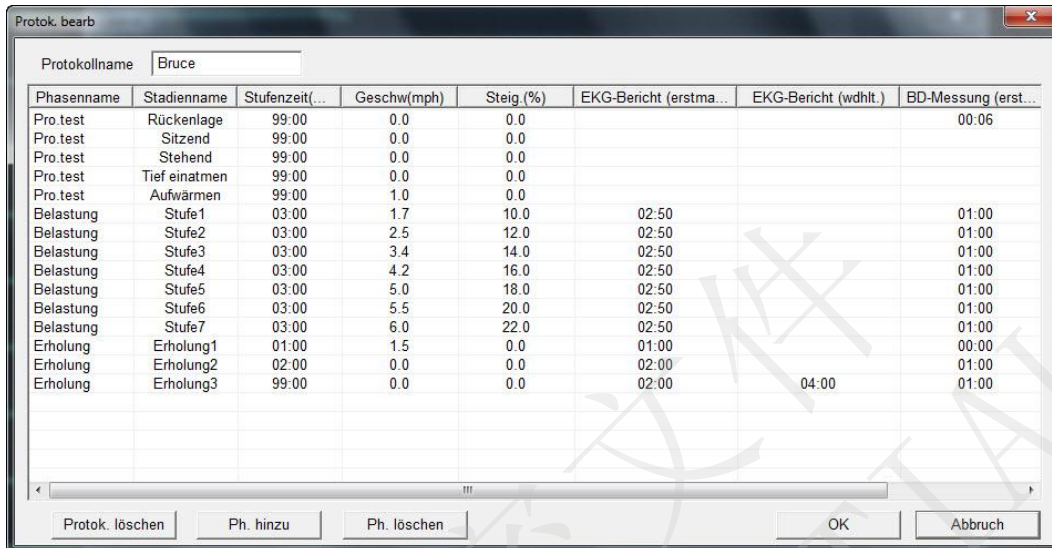 Protok. bearb
Protokollname Bruce
Phasenname Stadienname Stufenzeit(... Geschw(mph) Steig.(%) EKG-Bericht (erstma... EKG-Bericht (wdhlt.) BD-Messung (erst...
Pro.test Rückenlage 99:00 0.0 0.0 00:06
Pro.test Sitzend 99:00 0.0 0.0
Pro.test Stehend 99:00 0.0 0.0
Pro.test Tief einatmen 99:00 0.0 0.0
Pro.test Aufwärmen 99:00 1.0 0.0
Belastung Stufe1 03:00 1.7 10.0 02:50 01:00
Belastung Stufe2 03:00 2.5 12.0 02:50 01:00
Belastung Stufe3 03:00 3.4 14.0 02:50 01:00
Belastung Stufe4 03:00 4.2 16.0 02:50 01:00
Belastung Stufe5 03:00 5.0 18.0 02:50 01:00
Belastung Stufe6 03:00 5.5 20.0 02:50 01:00
Belastung Stufe7 03:00 6.0 22.0 02:50 01:00
Erholung Erholung1 01:00 1.5 0.0 01:00 00:00
Erholung Erholung2 02:00 0.0 0.0 02:00 01:00
Erholung Erholung3 99:00 0.0 0.0 02:00 04:00 01:00
Protok. löschen Ph. hinzu Ph. löschen OK Abbruch
文件